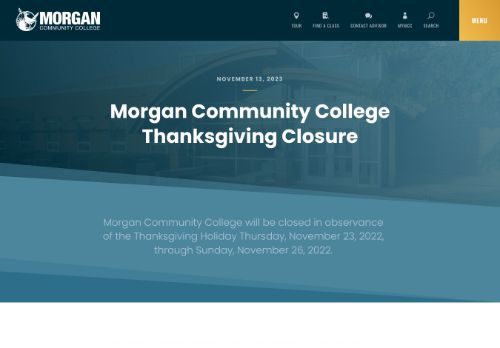 MORGAN
COMMUNITY COLLEGE
TOUR
FIND A CLASS
CONTACT ADVISOR
MYMCC
SEARCH
MENU
NOVEMBER 13, 2023
Morgan Community College
Thanksgiving Closure
Morgan Community College will be closed in observance
of the Thanksgiving Holiday Thursday, November 23, 2022,
through Sunday, November 26, 2022.